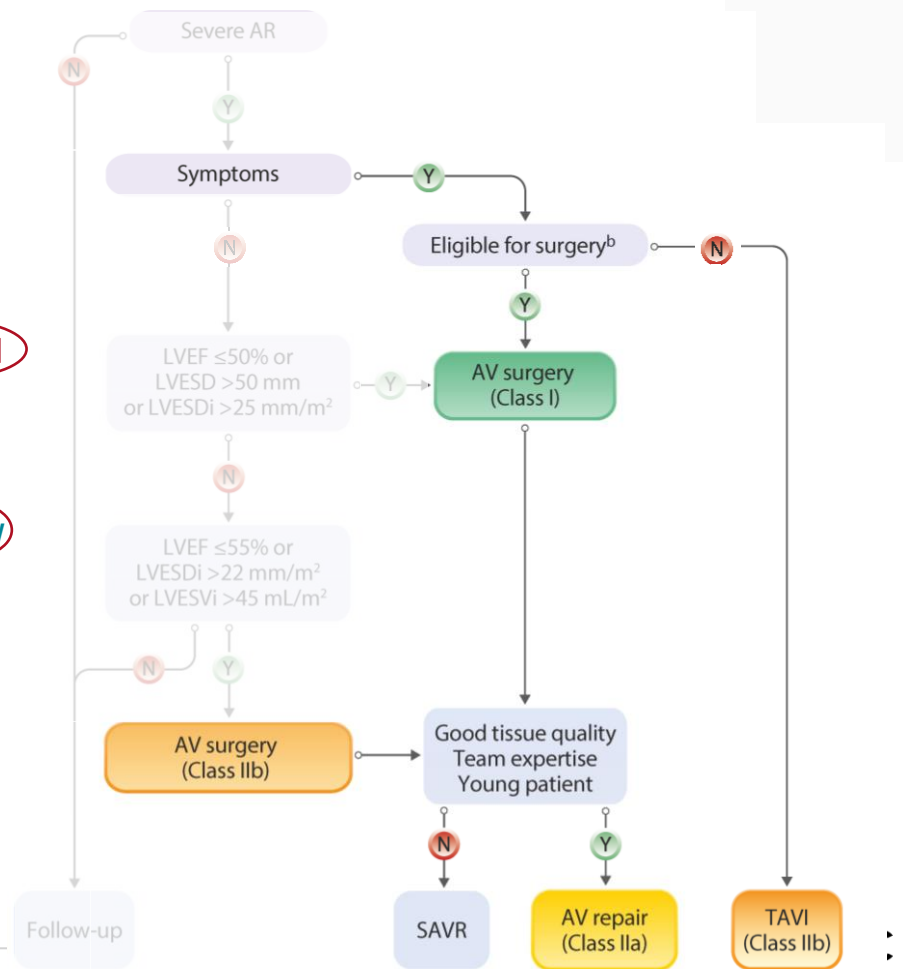 Severe AR
N
Y
Symptoms
Y
N
Eligible for surgeryb
N
Y
LVEF ≤50% or
LVESD >50 mm
or LVESDi >25 mm/m²
Y
AV surgery
(Class I)
N
LVEF ≤55% or
LVESDi >22 mm/m²
or LVESVi >45 mL/m²
N
Y
AV surgery
(Class IIb)
Good tissue quality
Team expertise
Young patient
N
Y
Follow-up
SAVR
AV repair
(Class IIa)
TAVI
(Class IIb)